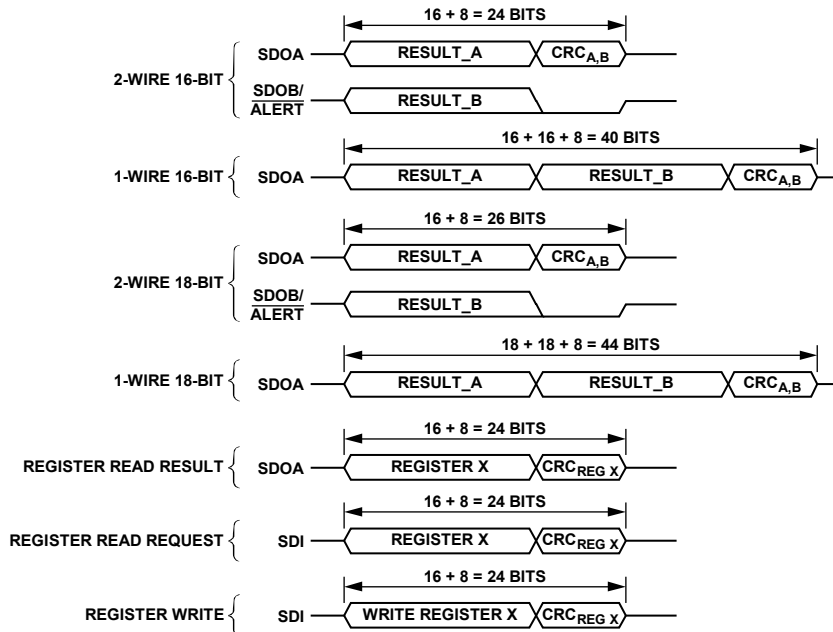 16 + 8 = 24 BITS
2-WIRE 16-BIT
SDOA
RESULT_A
CRCA,B
SDOB/
ALERT
RESULT_B
16 + 16 + 8 = 40 BITS
1-WIRE 16-BIT
SDOA
RESULT_A
RESULT_B
CRCA,B
16 + 8 = 26 BITS
2-WIRE 18-BIT
SDOA
RESULT_A
CRCA,B
SDOB/
ALERT
RESULT_B
18 + 18 + 8 = 44 BITS
1-WIRE 18-BIT
SDOA
RESULT_A
RESULT_B
CRCA,B
16 + 8 = 24 BITS
REGISTER READ RESULT
SDOA
REGISTER X
CRCREG X
16 + 8 = 24 BITS
REGISTER READ REQUEST
SDI
REGISTER X
CRCREG X
16 + 8 = 24 BITS
REGISTER WRITE
SDI
WRITE REGISTER X
CRCREG X